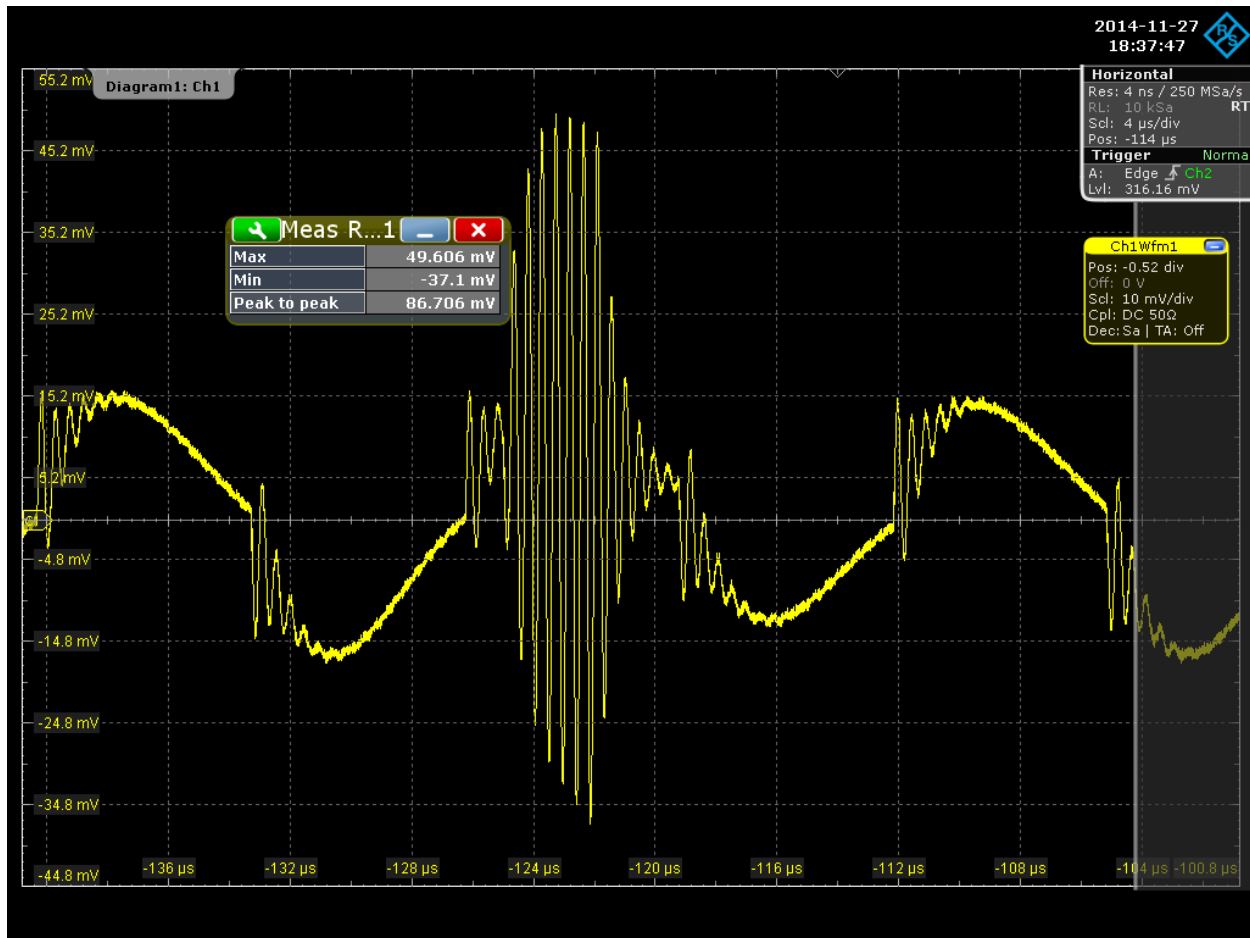 2014-11-27
18:37:47
R&S
Diagram1: Ch1
55.2 mV
45.2 mV
35.2 mV
25.2 mV
15.2 mV
5.2 mV
-4.8 mV
-14.8 mV
-24.8 mV
-34.8 mV
-44.8 mV
Meas R...1
Max 49.606 mV
Min -37.1 mV
Peak to peak 86.706 mV
Horizontal
Res: 4 ns / 250 MSa/s
RL: 10 kSa RT
Scl: 4 µs/div
Pos: -114 µs
Trigger Norma
A: Edge Ch2
Lvl: 316.16 mV
Ch1Wfm1
Pos: -0.52 div
Off: 0 V
Scl: 10 mV/div
Cpl: DC 50Ω
Dec: Sa | TA: Off
-136 µs -132 µs -128 µs -124 µs -120 µs -116 µs -112 µs -108 µs -104 µs -100.8 µs